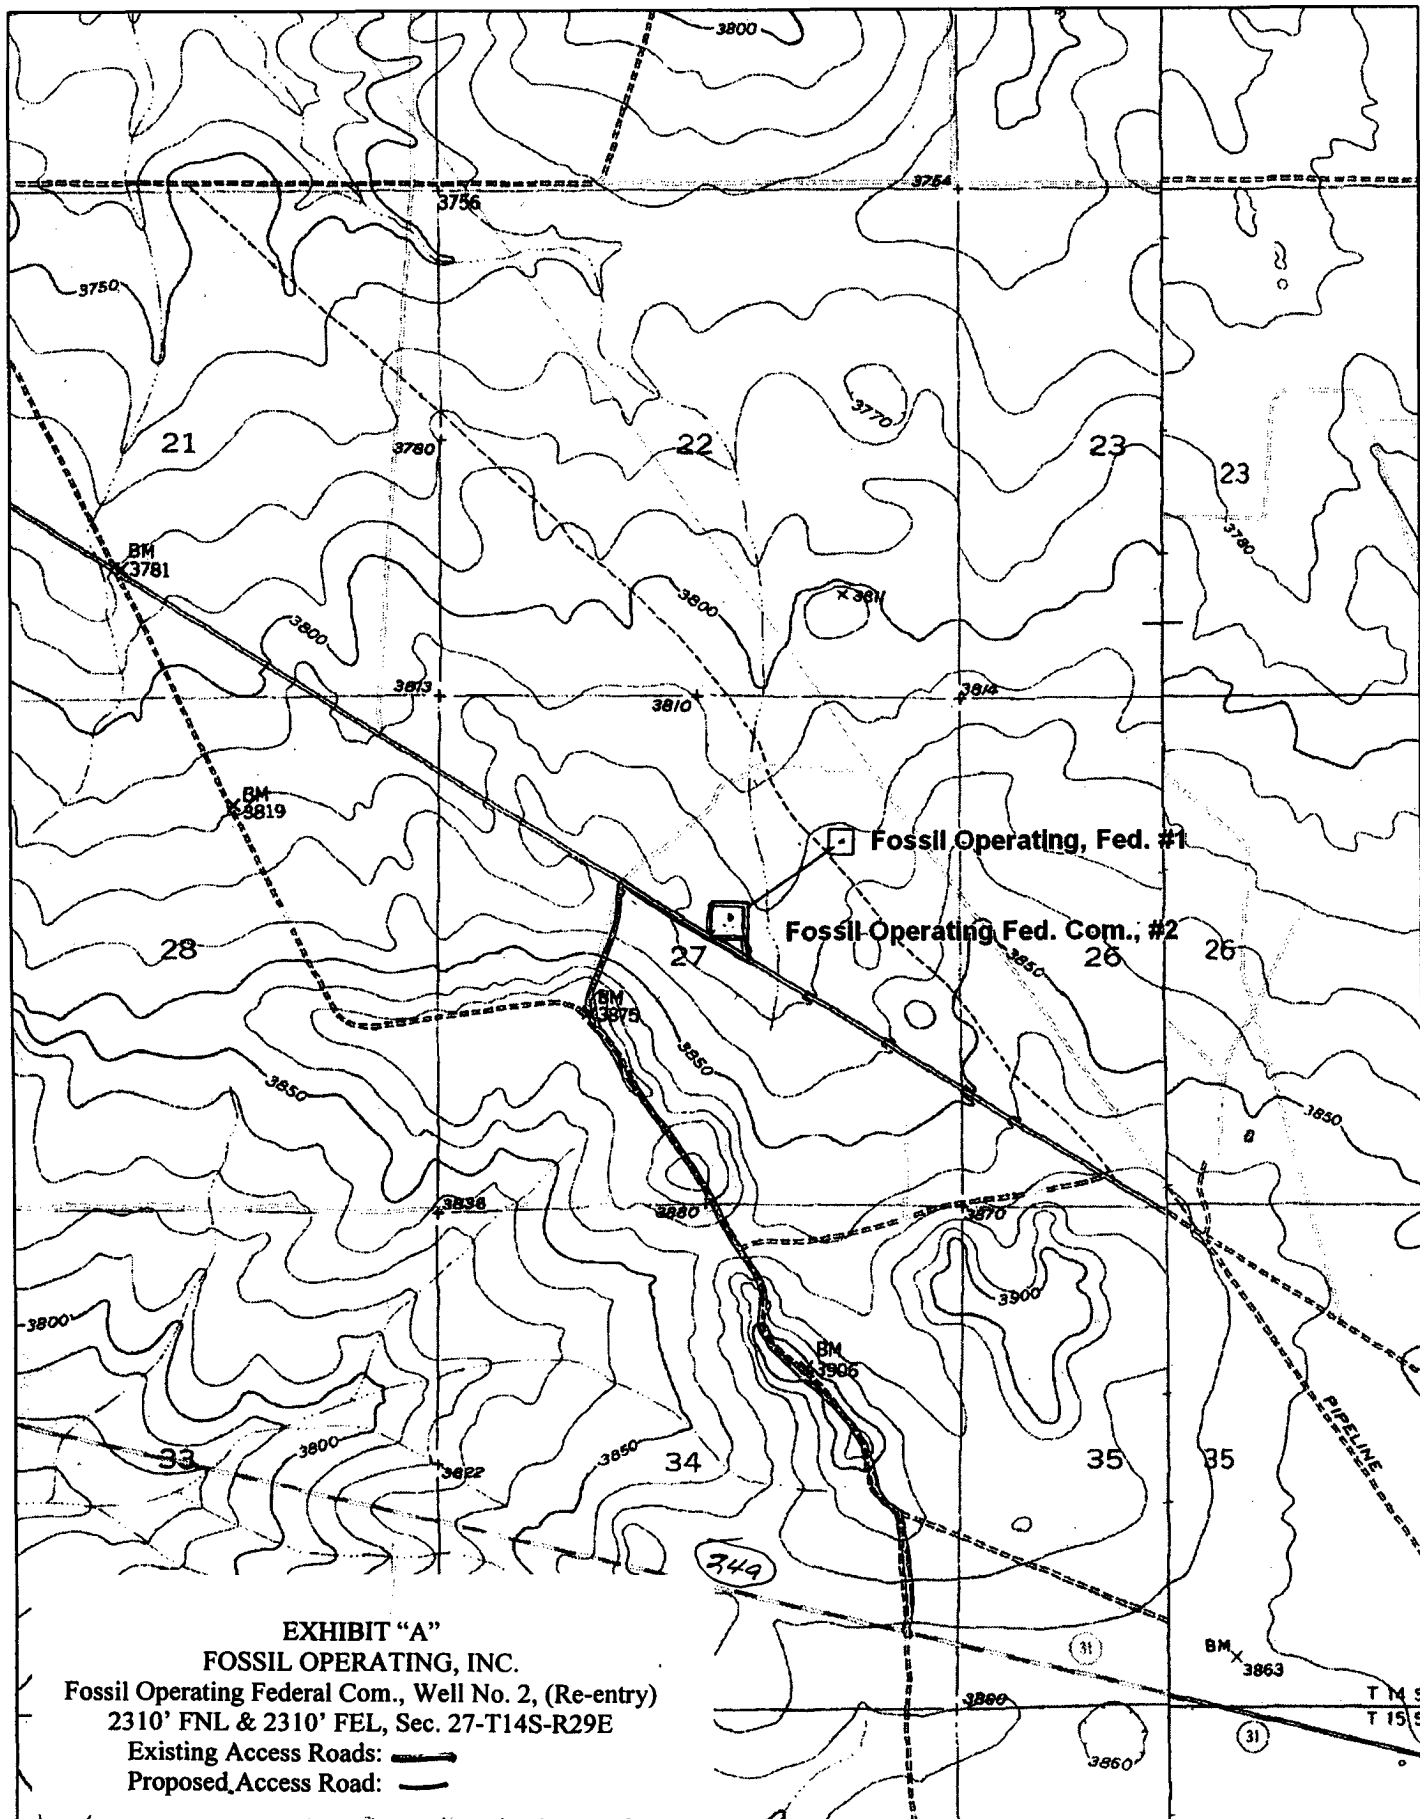 3800
3756
3754
3750
3770
21
3780
22
23
23
3780
BM
3781
3800
3800
3811
3813
3810
3814
BM
3819
Fossil Operating, Fed. #1
Fossil Operating Fed. Com., #2
28
27
3850
26
26
BM
3875
3850
3850
3850
3838
3880
3870
3900
3800
BM
3906
PIPELINE
33
3800
3822
3850
34
35
35
249
31
BM
3863
T 14 S
T 15 S
31
3860
EXHIBIT “A”
FOSSIL OPERATING, INC.
Fossil Operating Federal Com., Well No. 2, (Re-entry)
2310’ FNL & 2310’ FEL, Sec. 27-T14S-R29E
Existing Access Roads:
Proposed Access Road: